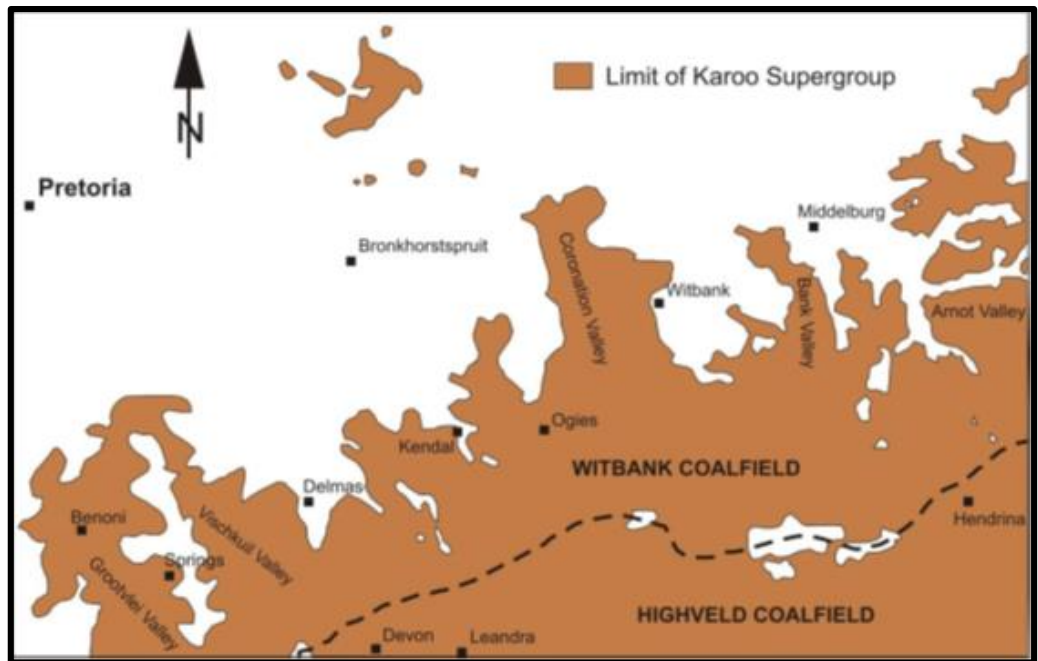 N
Limit of Karoo Supergroup
Pretoria
Middelburg
Bronkhorstspruit
Coronation Valley
Witbank
Bank Valley
Arnot Valley
Ogies
Kendal
WITBANK COALFIELD
Delmas
Hendrina
Benoni
Vischkuil Valley
Springs
Grootvlei Valley
HIGHVELD COALFIELD
Devon
Leandra